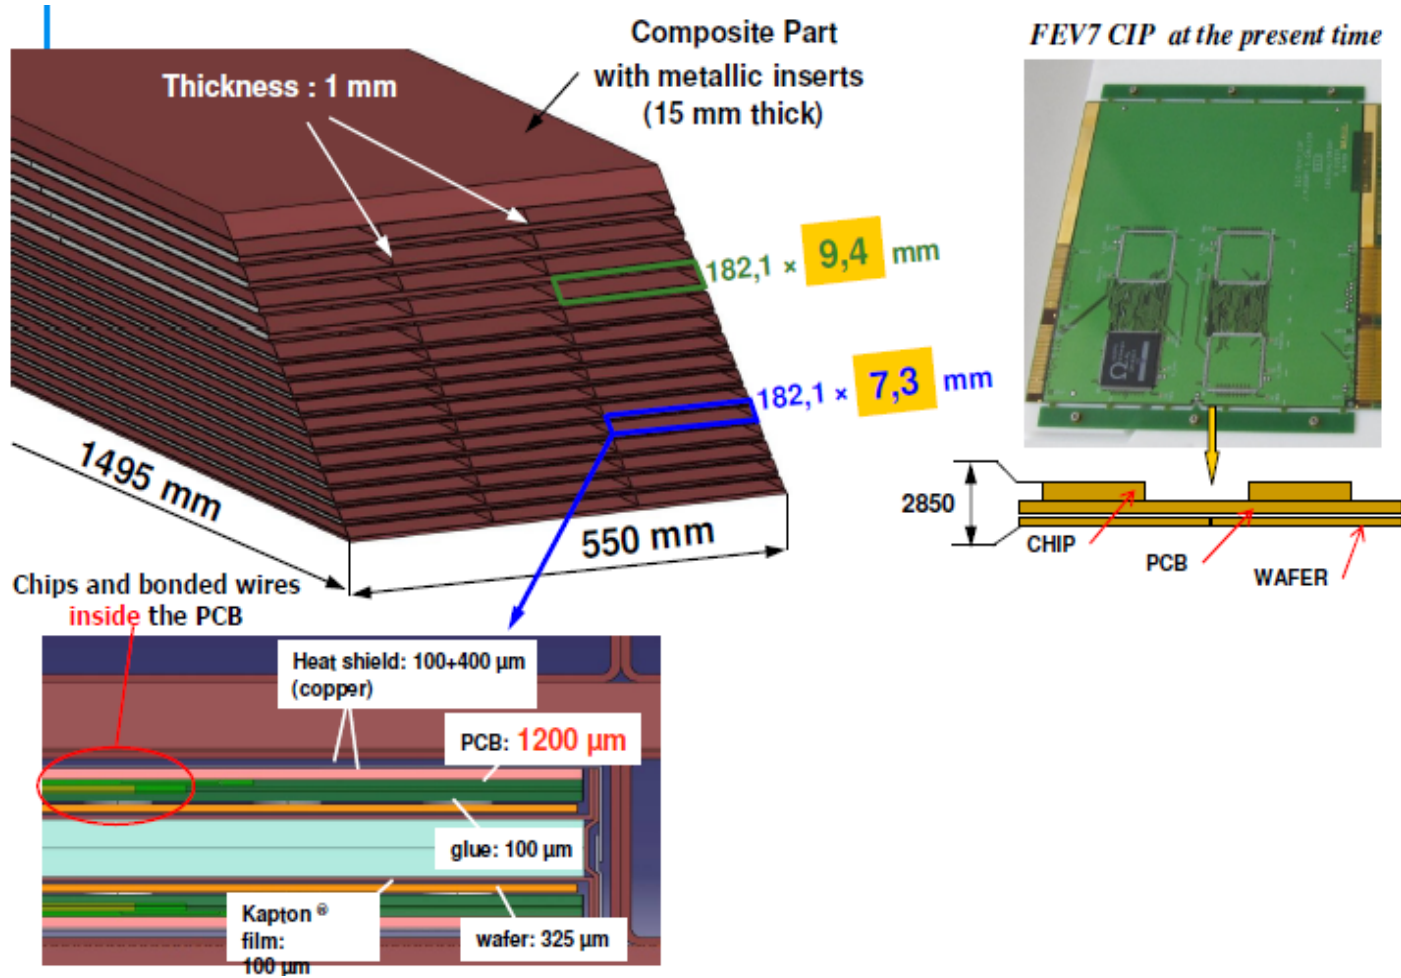 Composite Part
with metallic inserts
(15 mm thick)
Thickness : 1 mm
182,1 × 9,4 mm
182,1 × 7,3 mm
1495 mm
550 mm
FEV7 CIP at the present time
2850
CHIP
PCB
WAFER
Chips and bonded wires
inside the PCB
Heat shield: 100+400 µm
(copper)
PCB: 1200 µm
glue: 100 µm
Kapton ®
film:
100 µm
wafer: 325 µm